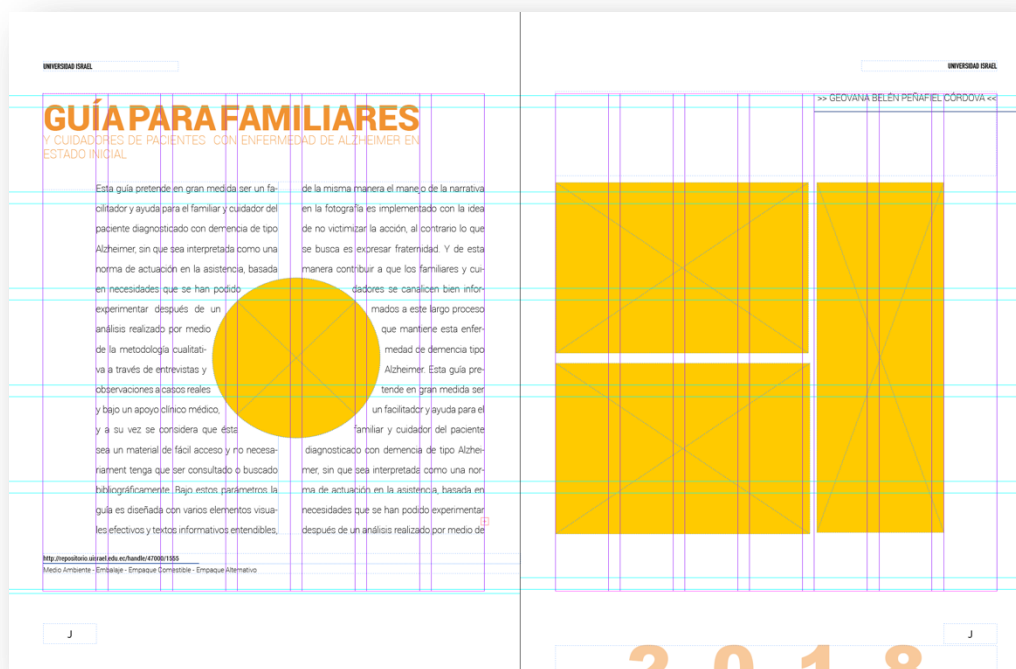 UNIVERSIDAD ISRAEL
GUÍA PARA FAMILIARES
Y CUIDADORES DE PACIENTES CON ENFERMEDAD DE ALZHEIMER EN
ESTADO INICIAL
Esta guía pretende en gran medida ser un fa-
cilitador y ayuda para el familiar y cuidador del
paciente diagnosticado con demencia de tipo
Alzheimer, sin que sea interpretada como una
norma de actuación en la asistencia, basada
en necesidades que se han podido
experimentar después de un
análisis realizado por medio
de la metodología cualitati-
va a través de entrevistas y
observaciones a casos reales
y bajo un apoyo clínico médico,
y a su vez se considera que ésta
sea un material de fácil acceso y no necesa-
riament tenga que ser consultado o buscado
bibliográficamente. Bajo estos parámetros la
guía es diseñada con varios elementos visua-
les efectivos y textos informativos entendibles,
de la misma manera el manejo de la narrativa
en la fotografía es implementado con la idea
de no victimizar la acción, al contrario lo que
se busca es expresar fraternidad. Y de esta
manera contribuir a que los familiares y cui-
dadores se canalicen bien infor-
mados a este largo proceso
que mantiene esta enfer-
medad de demencia tipo
Alzheimer. Esta guía pre-
tende en gran medida ser
un facilitador y ayuda para el
familiar y cuidador del paciente
diagnosticado con demencia de tipo Alzhei-
mer, sin que sea interpretada como una nor-
ma de actuación en la asistencia, basada en
necesidades que se han podido experimentar
después de un análisis realizado por medio de
http://repositorio.uisrael.edu.ec/handle/47000/1555
Medio Ambiente - Embalaje - Empaque Comestible - Empaque Alternativo
J
UNIVERSIDAD ISRAEL
>> GEOVANA BELÉN PEÑAFIEL CÓRDOVA <<
J
2018